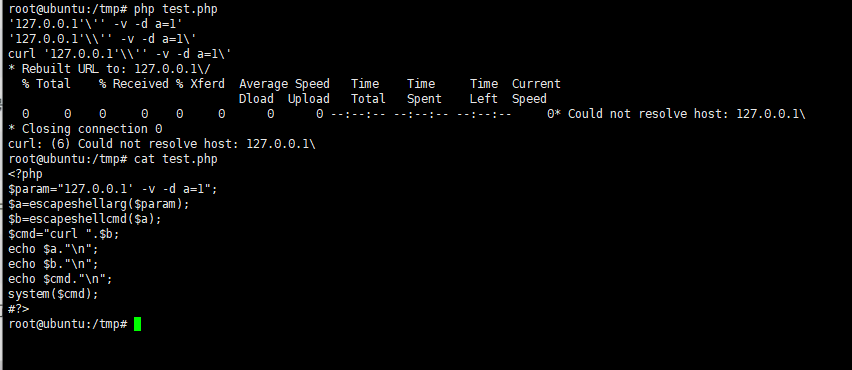 root@ubuntu:/tmp# php test.php
'127.0.0.1'\'' -v -d a=1'
'127.0.0.1'\\'' -v -d a=1\'
curl '127.0.0.1'\\'' -v -d a=1\'
* Rebuilt URL to: 127.0.0.1\/
  % Total    % Received % Xferd  Average Speed   Time    Time     Time  Current
                                 Dload  Upload   Total   Spent    Left  Speed
  0     0    0     0    0     0      0      0 --:--:-- --:--:-- --:--:--     0* Could not resolve host: 127.0.0.1\
* Closing connection 0
curl: (6) Could not resolve host: 127.0.0.1\
root@ubuntu:/tmp# cat test.php
<?php
$param="127.0.0.1' -v -d a=1";
$a=escapeshellarg($param);
$b=escapeshellcmd($a);
$cmd="curl ".$b;
echo $a."\n";
echo $b."\n";
echo $cmd."\n";
system($cmd);
#?>
root@ubuntu:/tmp#